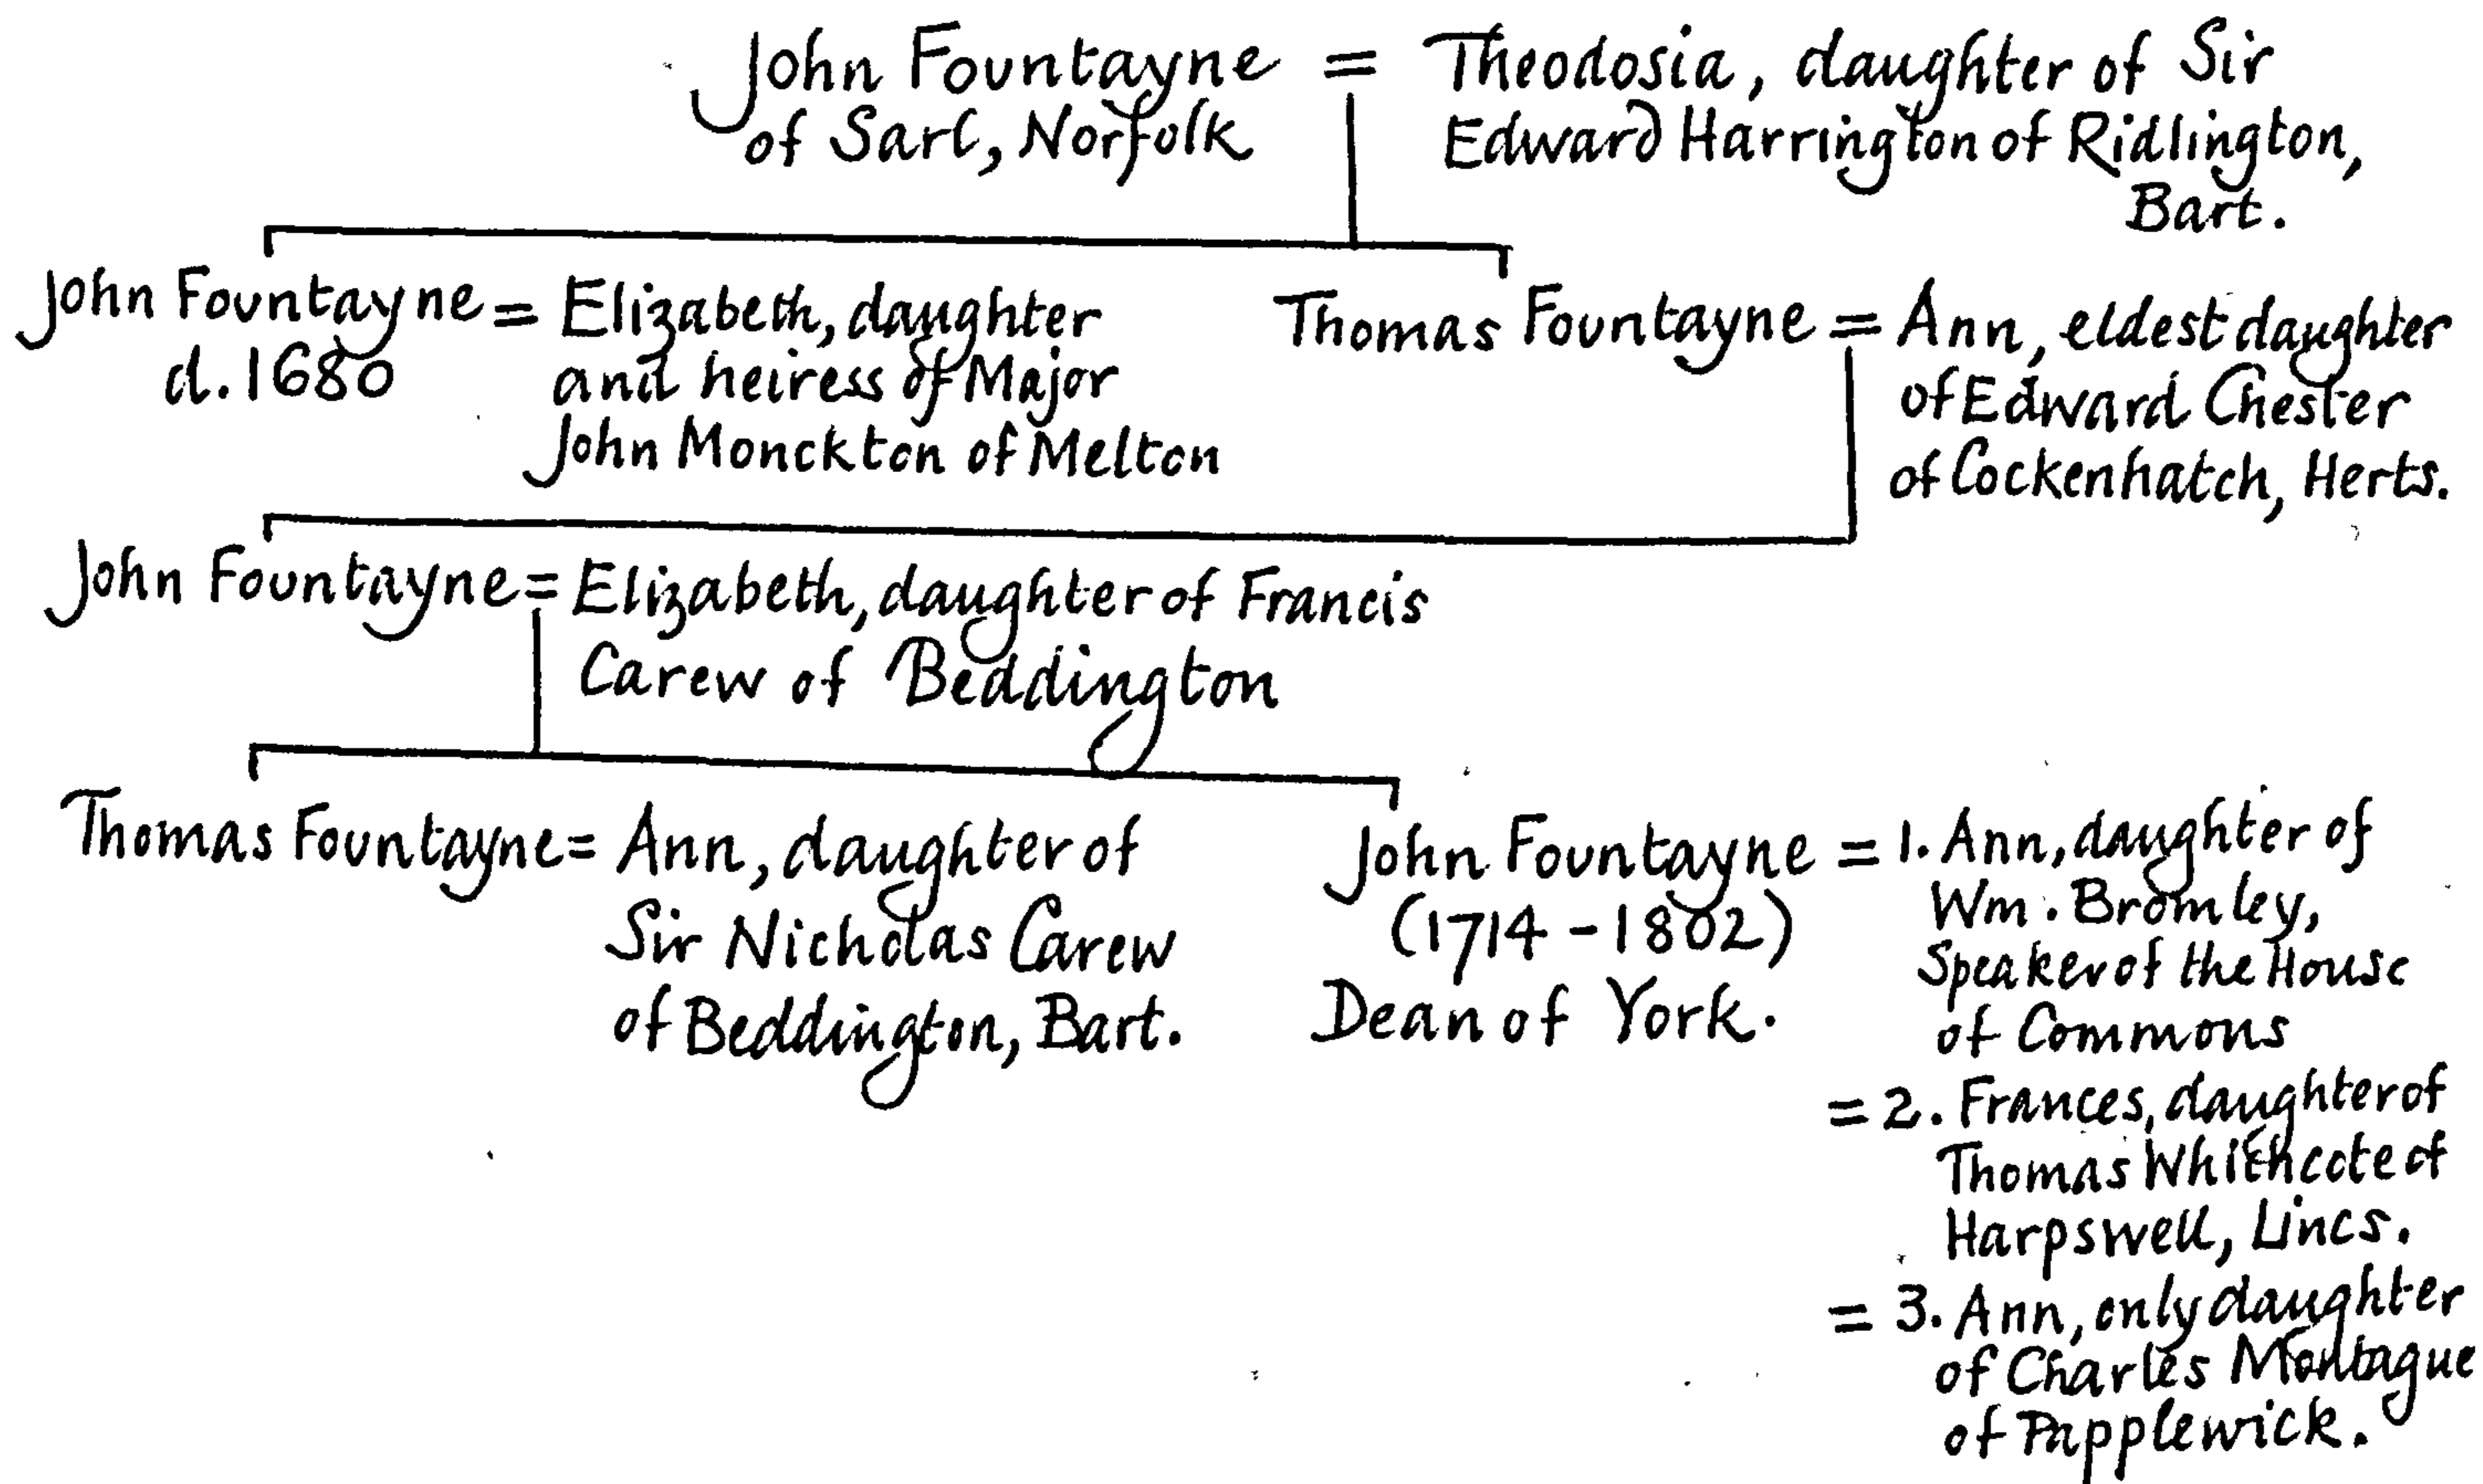 John Fountayne = Theodosia, daughter of Sir
of Sarl, Norfolk
Edward Harrington of Ridlington,
Bart.
John Fountayne = Elizabeth, daughter
d. 1680
and heiress of Major
John Monckton of Melton
Thomas Fountayne = Ann, eldest daughter
of Edward Chester
of Cockenhatch, Herts.
John Fountayne = Elizabeth, daughter of Francis
Carew of Beddington
Thomas Fountayne = Ann, daughter of
Sir Nicholas Carew
of Beddington, Bart.
John Fountayne
(1714 - 1802)
Dean of York.
= 1. Ann, daughter of
Wm. Bromley,
Speaker of the House
of Commons
= 2. Frances, daughter of
Thomas Whithcote of
Harpswell, Lincs.
= 3. Ann, only daughter
of Charles Montague
of Papplewick.